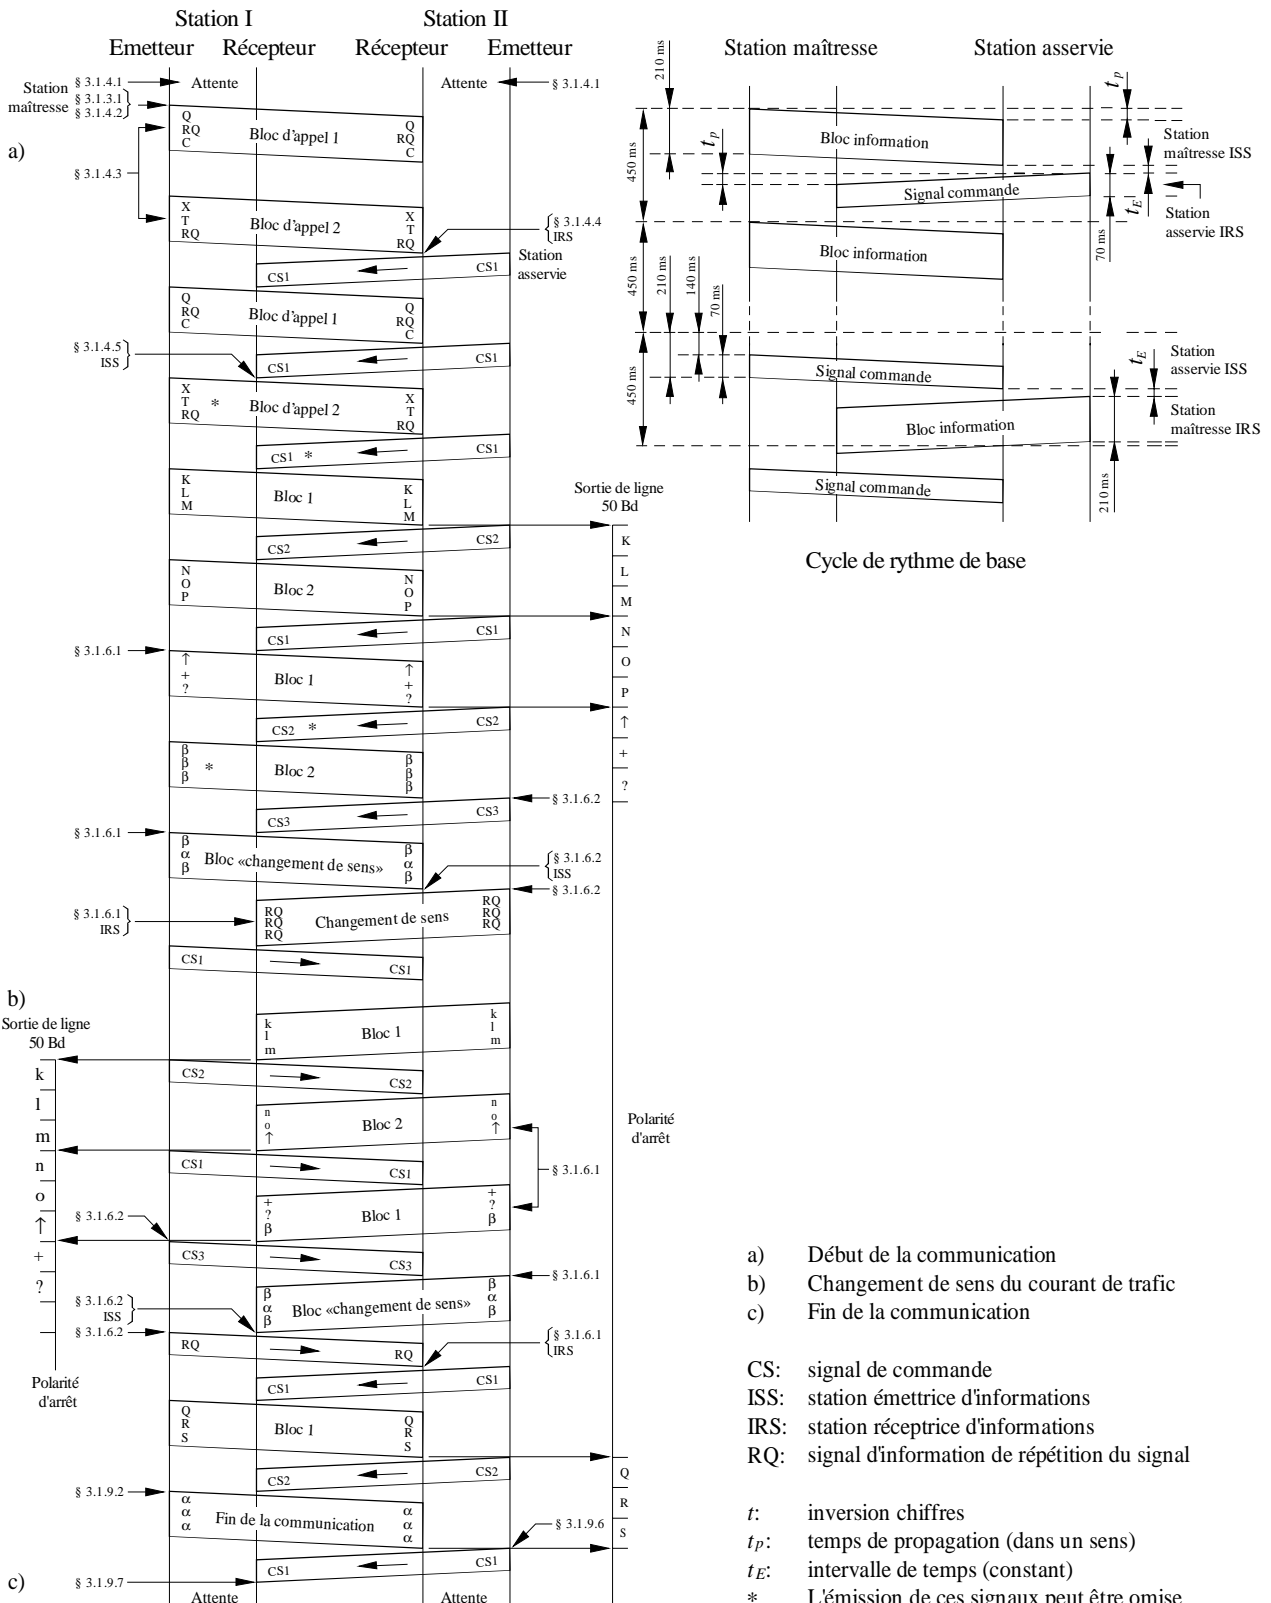 Station I
Station II
Emetteur
Récepteur
Récepteur
Emetteur
§ 3.1.4.1
Attente
Attente
§ 3.1.4.1
Station maîtresse
§ 3.1.3.1
§ 3.1.4.2
a)
Q
RQ
C
Bloc d'appel 1
Q
RQ
C
§ 3.1.4.3
X
T
RQ
Bloc d'appel 2
X
T
RQ
§ 3.1.4.4
IRS
Station asservie
CS1
CS1
Q
RQ
C
Bloc d'appel 1
Q
RQ
C
§ 3.1.4.5
ISS
CS1
CS1
X
T
RQ
*
Bloc d'appel 2
X
T
RQ
CS1 *
CS1
K
L
M
Bloc 1
K
L
M
CS2
CS2
N
O
P
Bloc 2
N
O
P
CS1
CS1
§ 3.1.6.1
↑
+
?
Bloc 1
↑
+
?
CS2 *
CS2
β
β
β
*
Bloc 2
β
β
β
§ 3.1.6.2
CS3
CS3
§ 3.1.6.1
β
α
β
Bloc «changement de sens»
β
α
β
§ 3.1.6.2
ISS
§ 3.1.6.2
§ 3.1.6.1
IRS
RQ
RQ
RQ
Changement de sens
RQ
RQ
RQ
CS1
CS1
Sortie de ligne
50 Bd
K
L
M
N
O
P
↑
+
?
Polarité
d'arrêt
b)
Sortie de ligne
50 Bd
k
l
m
n
o
↑
+
?
Polarité
d'arrêt
k
l
m
Bloc 1
k
l
m
CS2
CS2
n
o
↑
Bloc 2
n
o
↑
CS1
CS1
§ 3.1.6.1
+
?
β
Bloc 1
+
?
β
§ 3.1.6.2
CS3
CS3
§ 3.1.6.1
β
α
β
Bloc «changement de sens»
β
α
β
§ 3.1.6.2
ISS
§ 3.1.6.2
RQ
RQ
§ 3.1.6.1
IRS
CS1
CS1
Q
R
S
Bloc 1
Q
R
S
CS2
CS2
Q
R
S
§ 3.1.9.2
α
α
α
Fin de la communication
α
α
α
§ 3.1.9.6
CS1
CS1
c)
§ 3.1.9.7
Attente
Attente
Station maîtresse
Station asservie
210 ms
tp
450 ms
tp
Bloc information
Station
maîtresse ISS
Signal commande
tE
Station
asservie IRS
70 ms
Bloc information
450 ms
210 ms
140 ms
70 ms
450 ms
Signal commande
tE
Station
asservie ISS
Bloc information
Station
maîtresse IRS
210 ms
Signal commande
Cycle de rythme de base
a) Début de la communication
b) Changement de sens du courant de trafic
c) Fin de la communication
CS: signal de commande
ISS: station émettrice d'informations
IRS: station réceptrice d'informations
RQ: signal d'information de répétition du signal
t: inversion chiffres
tp: temps de propagation (dans un sens)
tE: intervalle de temps (constant)
* L'émission de ces signaux peut être omise